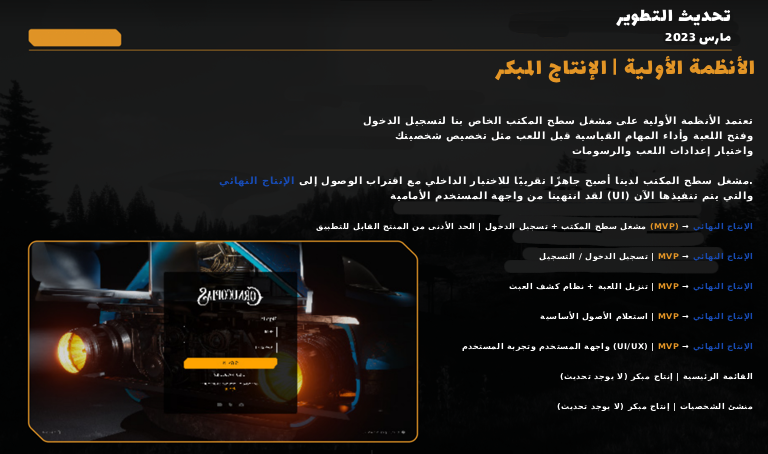 تحديث التطوير
مارس 2023
الأنظمة الأولية | الإنتاج المبكر
تعتمد الأنظمة الأولية على مشغل سطح المكتب الخاص بنا لتسجيل الدخول
وفتح اللعبة وأداء المهام القياسية قبل اللعب مثل تخصيص شخصيتك
واختيار إعدادات اللعب والرسومات
.مشغل سطح المكتب لدينا أصبح جاهزًا تقريبًا للاختبار الداخلي مع اقتراب الوصول إلى الإنتاج النهائي
والتي يتم تنفيذها الآن (UI) لقد انتهينا من واجهة المستخدم الأمامية
الإنتاج النهائي → (MVP) مشغل سطح المكتب + تسجيل الدخول | الحد الأدنى من المنتج القابل للتطبيق
الإنتاج النهائي → MVP | تسجيل الدخول / التسجيل
الإنتاج النهائي → MVP | تنزيل اللعبة + نظام كشف العبث
الإنتاج النهائي → MVP | استعلام الأصول الأساسية
الإنتاج النهائي → MVP | (UI/UX) واجهة المستخدم وتجربة المستخدم
القائمة الرئيسية | إنتاج مبكر (لا يوجد تحديث)
منشئ الشخصيات | إنتاج مبكر (لا يوجد تحديث)
CORNUCOPIAS